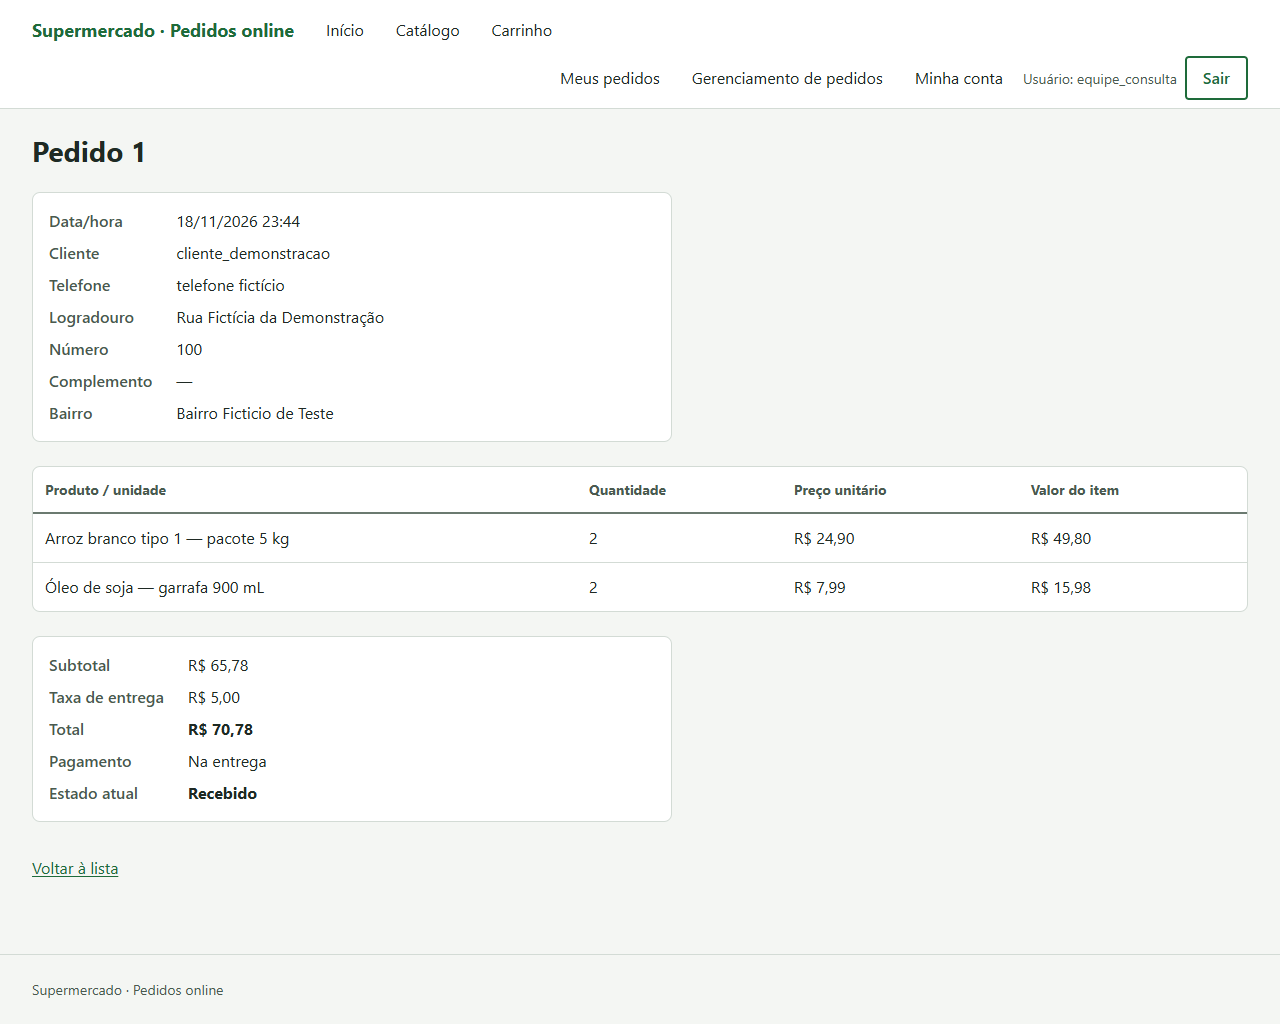 Supermercado · Pedidos online Início Catálogo Carrinho
Meus pedidos Gerenciamento de pedidos Minha conta Usuário: equipe_consulta Sair
Pedido 1
Data/hora 18/11/2026 23:44
Cliente cliente_demonstracao
Telefone telefone fictício
Logradouro Rua Fictícia da Demonstração
Número 100
Complemento —
Bairro Bairro Ficticio de Teste
Produto / unidade Quantidade Preço unitário Valor do item
Arroz branco tipo 1 — pacote 5 kg 2 R$ 24,90 R$ 49,80
Óleo de soja — garrafa 900 mL 2 R$ 7,99 R$ 15,98
Subtotal R$ 65,78
Taxa de entrega R$ 5,00
Total R$ 70,78
Pagamento Na entrega
Estado atual Recebido
Voltar à lista
Supermercado · Pedidos online